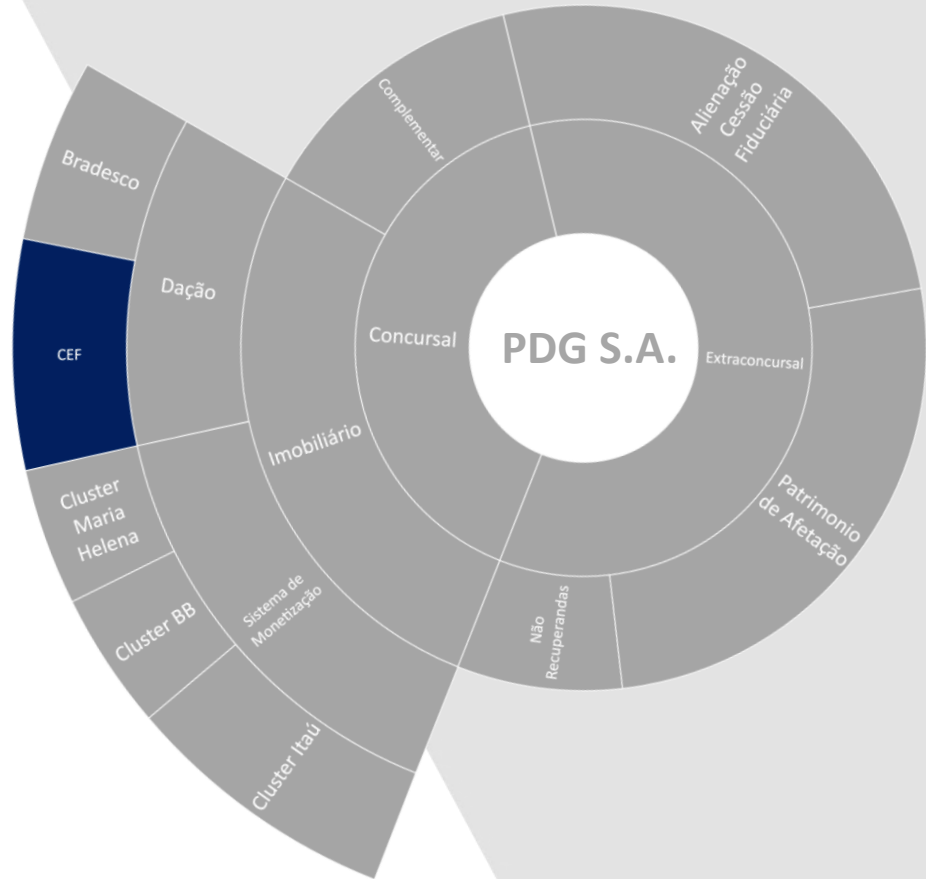 PDG S.A.
Concursal
Extraconcursal
Complementar
Alienação
Cessão
Fiduciária
Patrimonio
de Afetação
Não
Recuperandas
Imobiliário
Dação
Sistema de
Monetização
Bradesco
CEF
Cluster
Maria
Helena
Cluster BB
Cluster Itaú